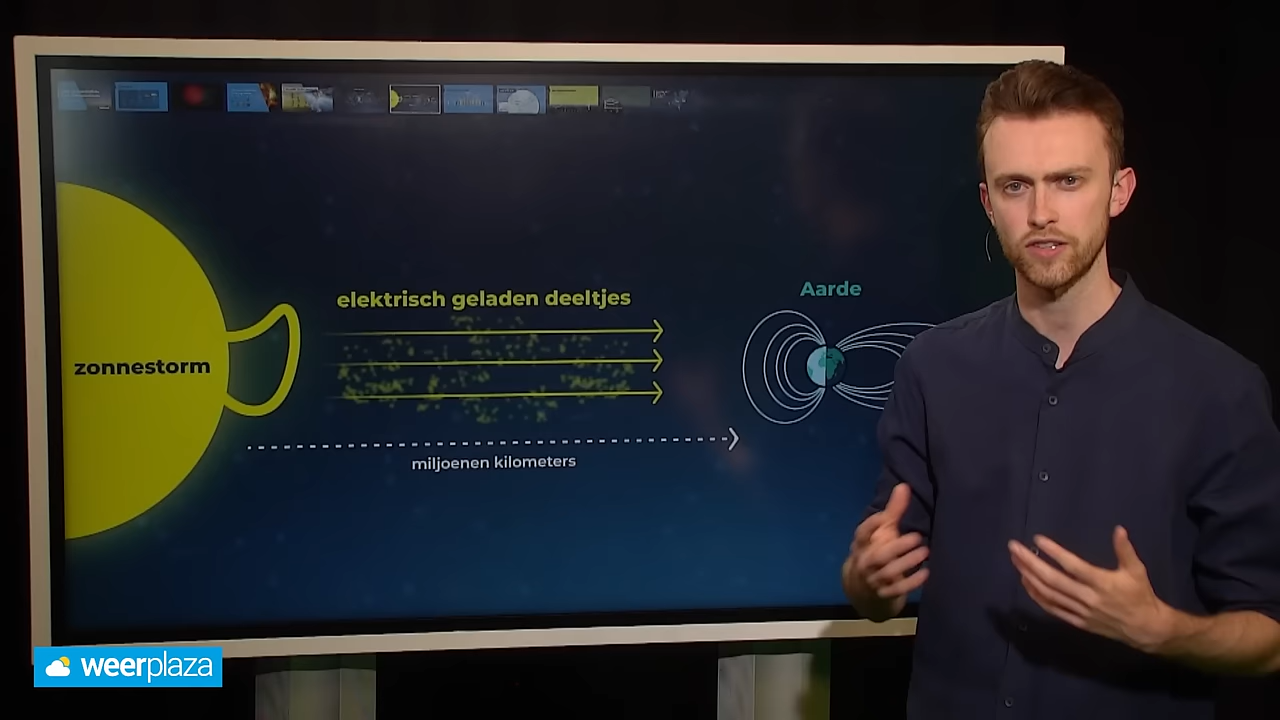 elektrisch geladen deeltjes
Aarde
zonnestorm
miljoenen kilometers
weerplaza